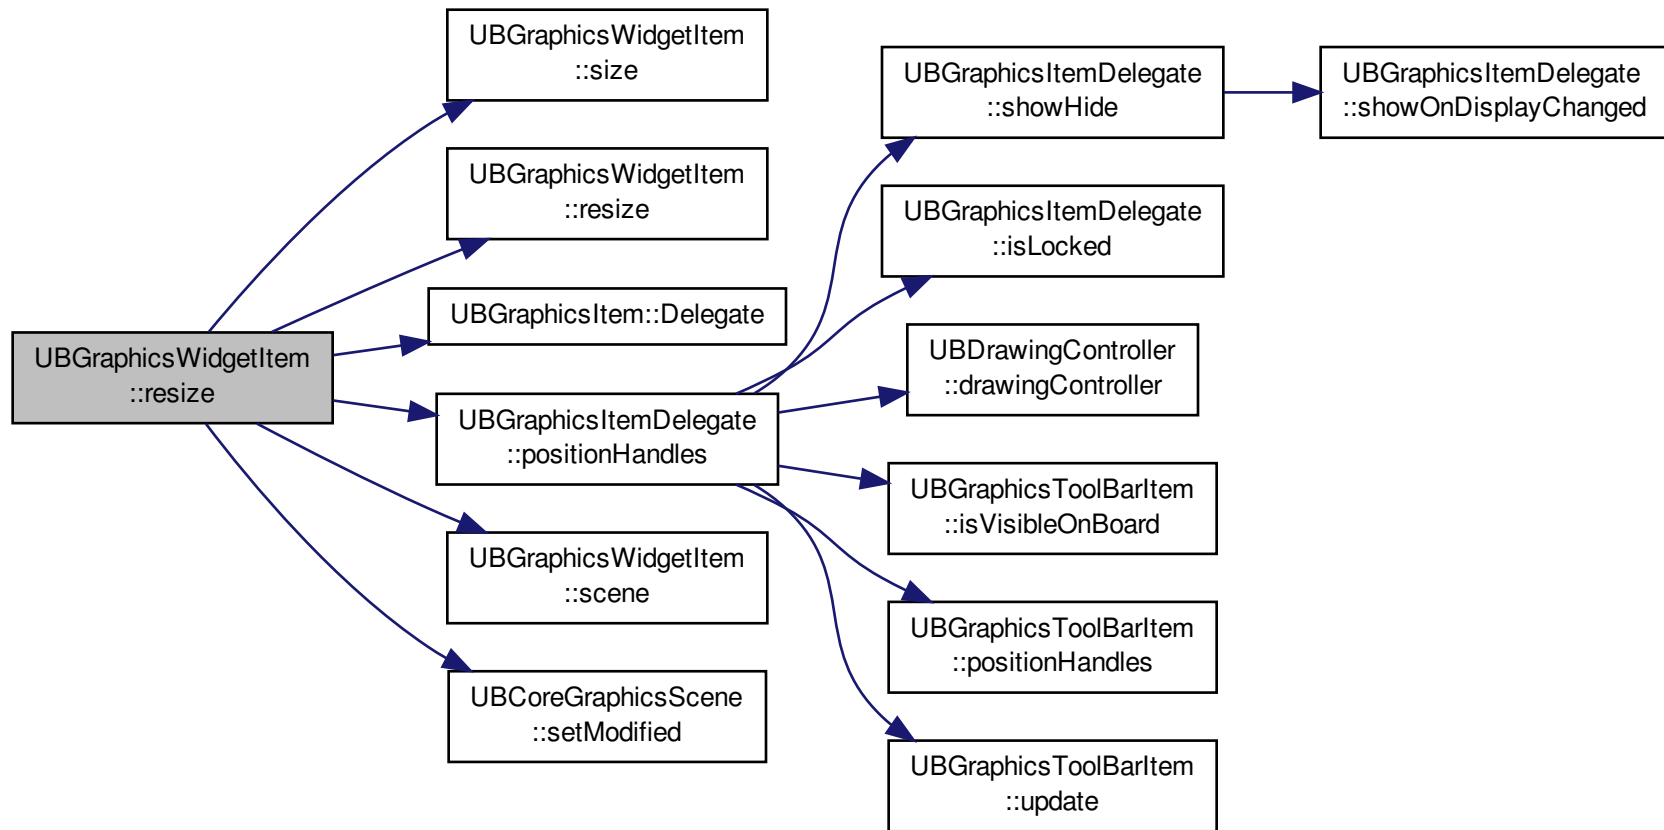 UBGraphicsWidgetItem
::resize
UBGraphicsWidgetItem
::size
UBGraphicsWidgetItem
::resize
UBGraphicsItem::Delegate
UBGraphicsItemDelegate
::positionHandles
UBGraphicsWidgetItem
::scene
UBCoreGraphicsScene
::setModified
UBGraphicsItemDelegate
::showHide
UBGraphicsItemDelegate
::isLocked
UBDrawingController
::drawingController
UBGraphicsToolBarItem
::isVisibleOnBoard
UBGraphicsToolBarItem
::positionHandles
UBGraphicsToolBarItem
::update
UBGraphicsItemDelegate
::showOnDisplayChanged